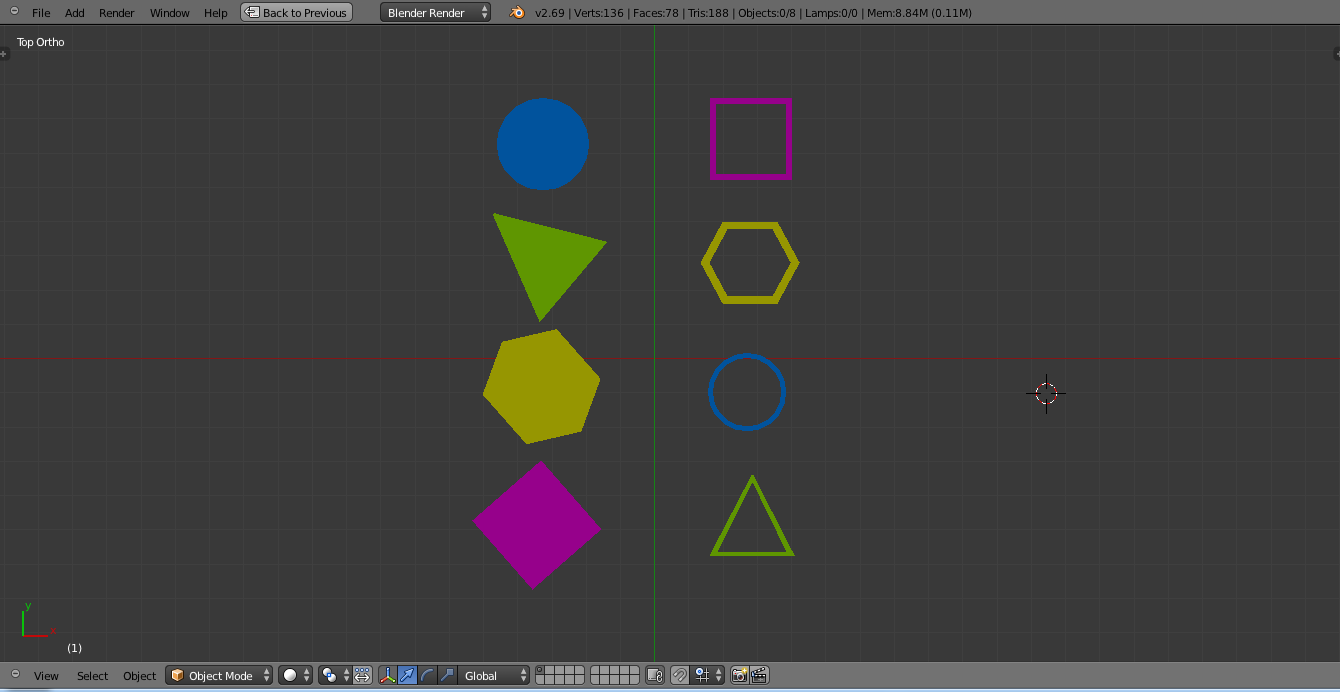 File Add Render Window Help Back to Previous Blender Render v2.69 | Verts:136 | Faces:78 | Tris:188 | Objects:0/8 | Lamps:0/0 | Mem:8.84M (0.11M)
Top Ortho
y
x
(1)
View Select Object Object Mode Global